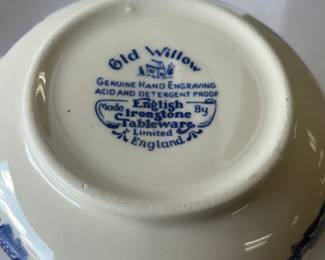 Old Willow
GENUINE HAND ENGRAVING
ACID AND DETERGENT PROOF
Made English By
Ironstone
Tableware
Limited
England